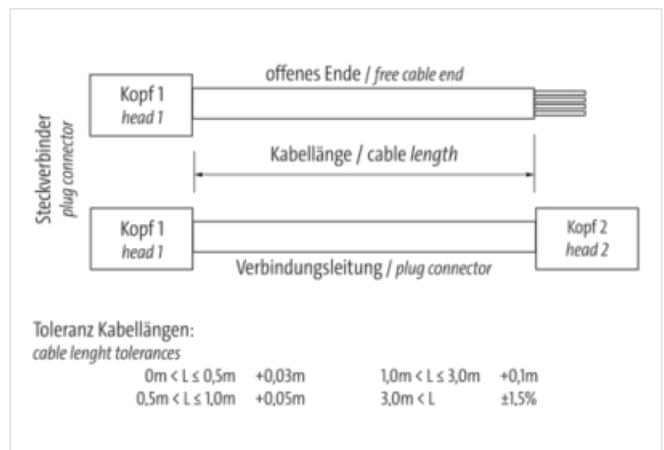 offenes Ende / free cable end
Kopf 1
head 1
Steckverbinder
plug connector
Kabellänge / cable length
Kopf 1
head 1
Kopf 2
head 2
Verbindungsleitung / plug connector
Toleranz Kabellängen:
cable lenght tolerances
0m < L ≤ 0,5m +0,03m 1,0m < L ≤ 3,0m +0,1m
0,5m < L ≤ 1,0m +0,05m 3,0m < L ±1,5%